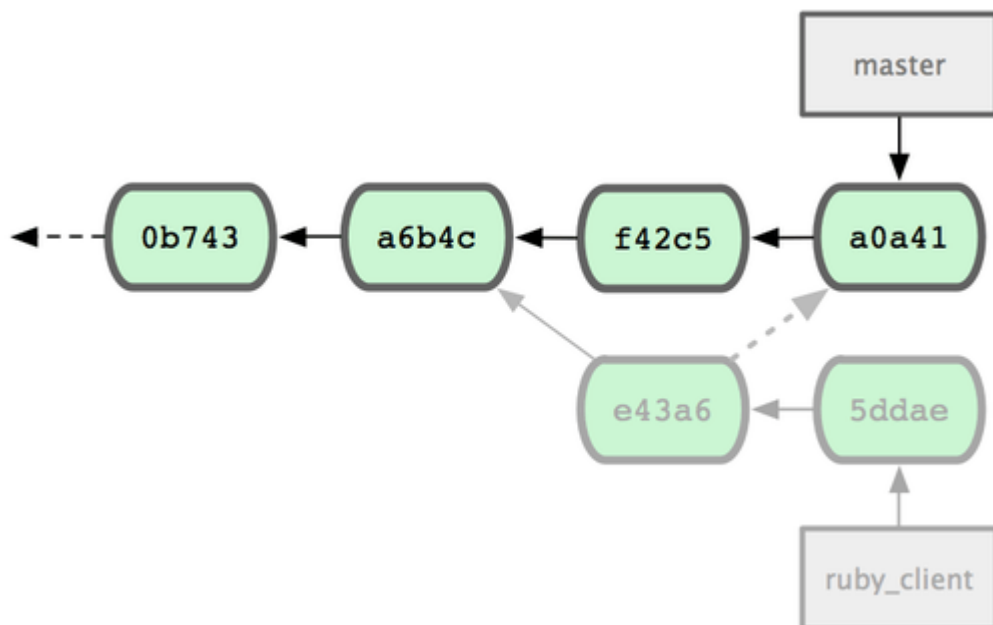 master
0b743
a6b4c
f42c5
a0a41
e43a6
5ddae
ruby_client